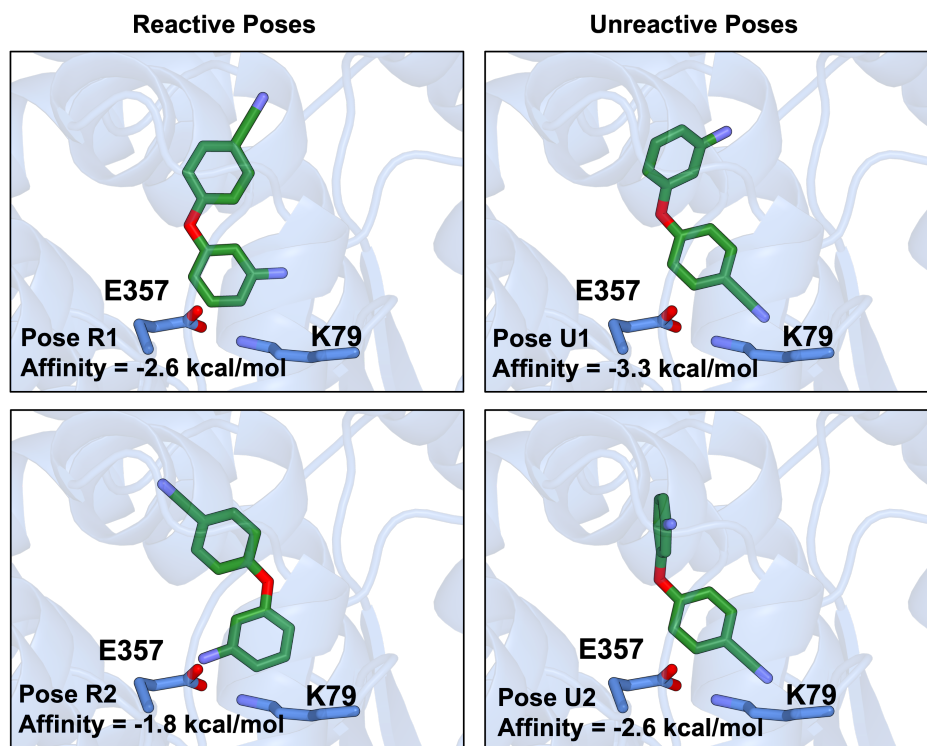 Reactive Poses
Unreactive Poses
E357
K79
Pose R1
Affinity = -2.6 kcal/mol
E357
K79
Pose U1
Affinity = -3.3 kcal/mol
E357
K79
Pose R2
Affinity = -1.8 kcal/mol
E357
K79
Pose U2
Affinity = -2.6 kcal/mol